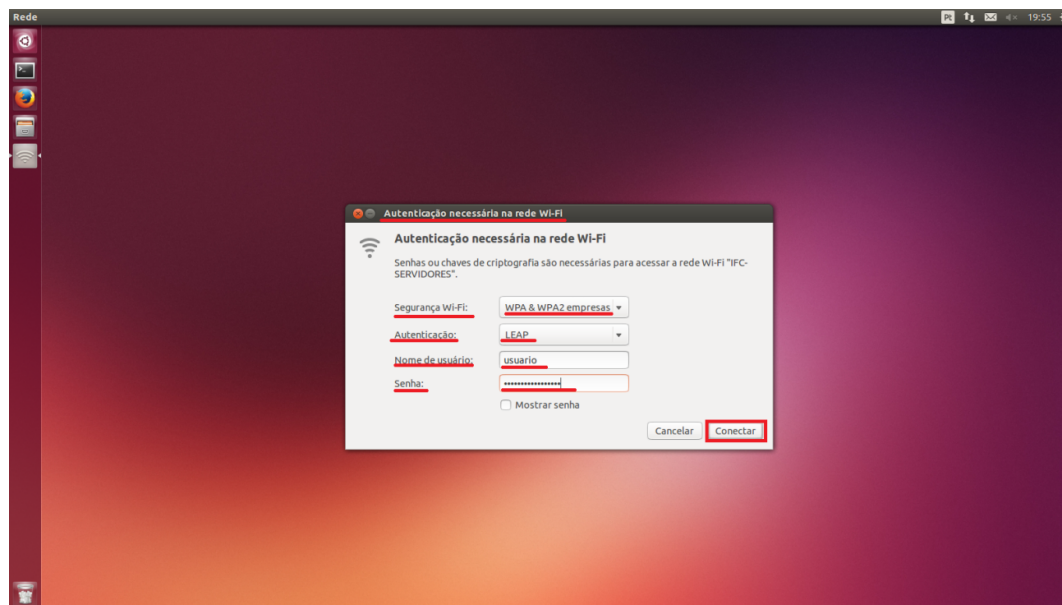 Rede
Pt
19:55
Autenticação necessária na rede Wi-Fi
Autenticação necessária na rede Wi-Fi
Senhas ou chaves de criptografia são necessárias para acessar a rede Wi-Fi "IFC-
SERVIDORES".
Segurança Wi-Fi:
WPA & WPA2 empresas
Autenticação:
LEAP
Nome de usuário:
usuario
Senha:
••••••••••••••••
Mostrar senha
Cancelar
Conectar